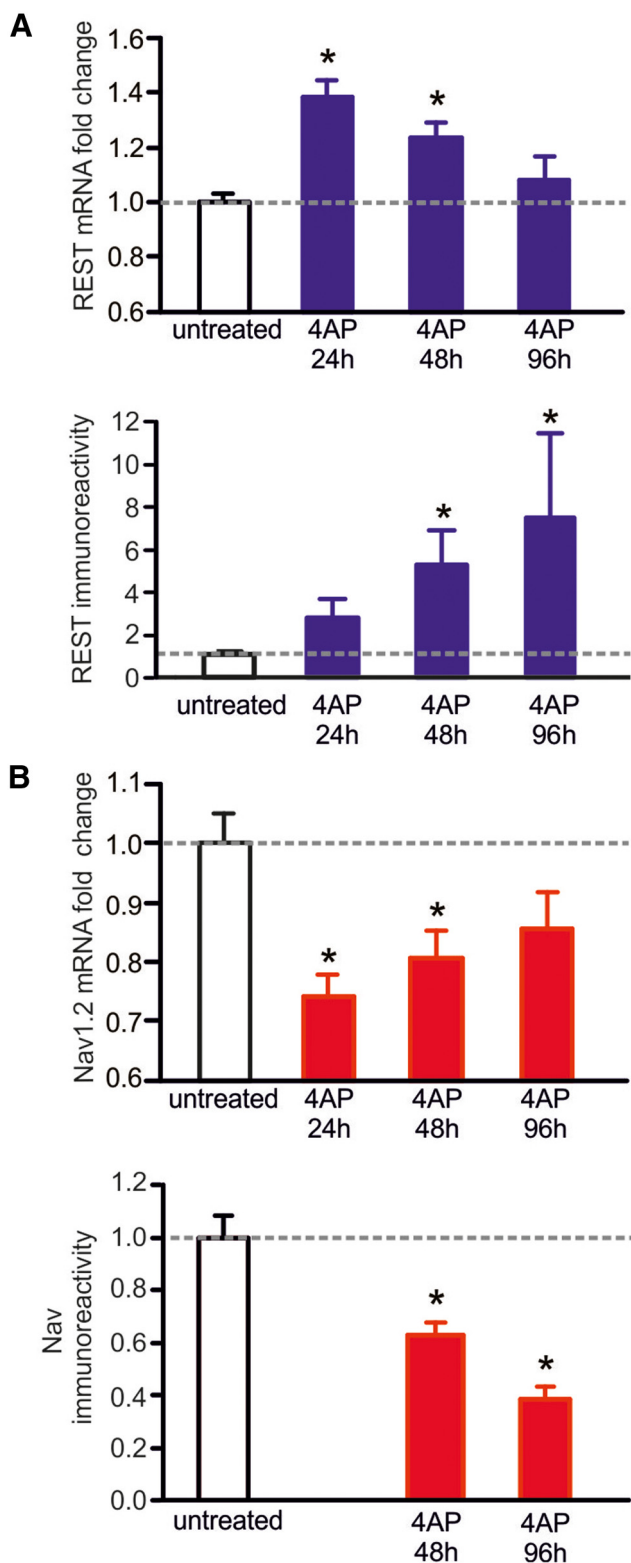 A
REST mRNA fold change
1.6
1.4
1.2
1.0
0.8
0.6
*
*
untreated
4AP
24h
4AP
48h
4AP
96h
REST immunoreactivity
12
10
8
6
4
2
0
*
*
untreated
4AP
24h
4AP
48h
4AP
96h
B
Nav1.2 mRNA fold change
1.1
1.0
0.9
0.8
0.7
0.6
*
*
untreated
4AP
24h
4AP
48h
4AP
96h
Nav
immunoreactivity
1.2
1.0
0.8
0.6
0.4
0.2
0.0
*
*
untreated
4AP
48h
4AP
96h